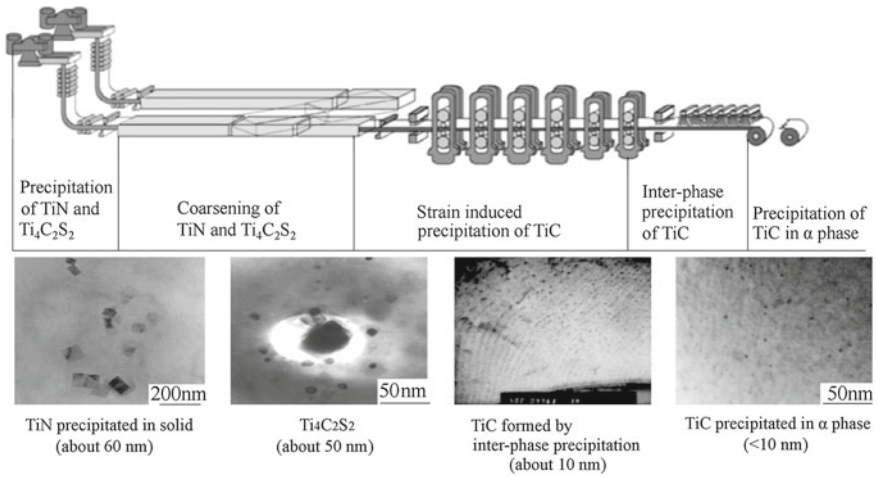 Precipitation
of TiN and
Ti₄C₂S₂
Coarsening of
TiN and Ti₄C₂S₂
Strain induced
precipitation of TiC
Inter-phase
precipitation
of TiC
Precipitation of
TiC in α phase
200nm
50nm
50nm
TiN precipitated in solid
(about 60 nm)
Ti₄C₂S₂
(about 50 nm)
TiC formed by
inter-phase precipitation
(about 10 nm)
TiC precipitated in α phase
(<10 nm)